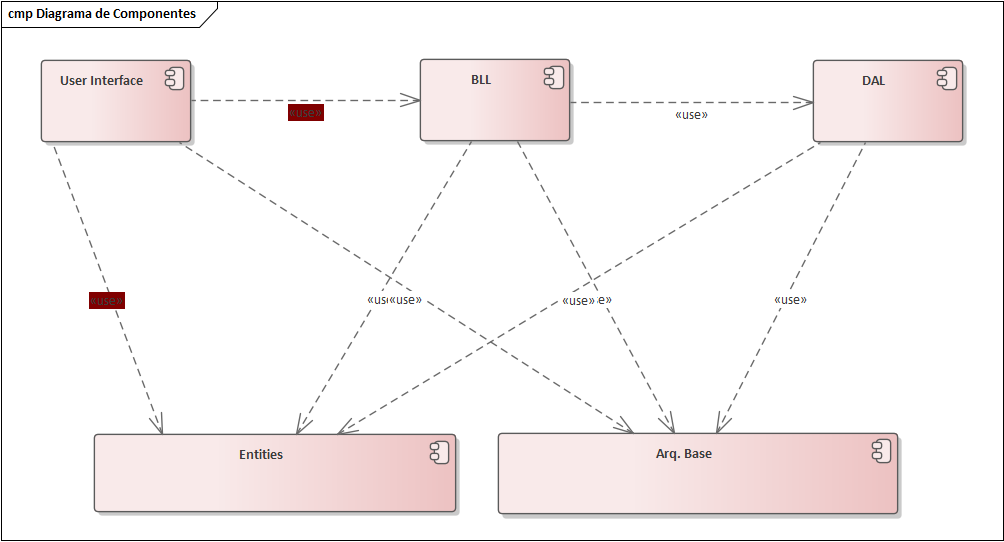 cmp Diagrama de Componentes
User Interface
BLL
DAL
«use»
«use»
«use»
«use»
«use»
«use»
Entities
Arq. Base